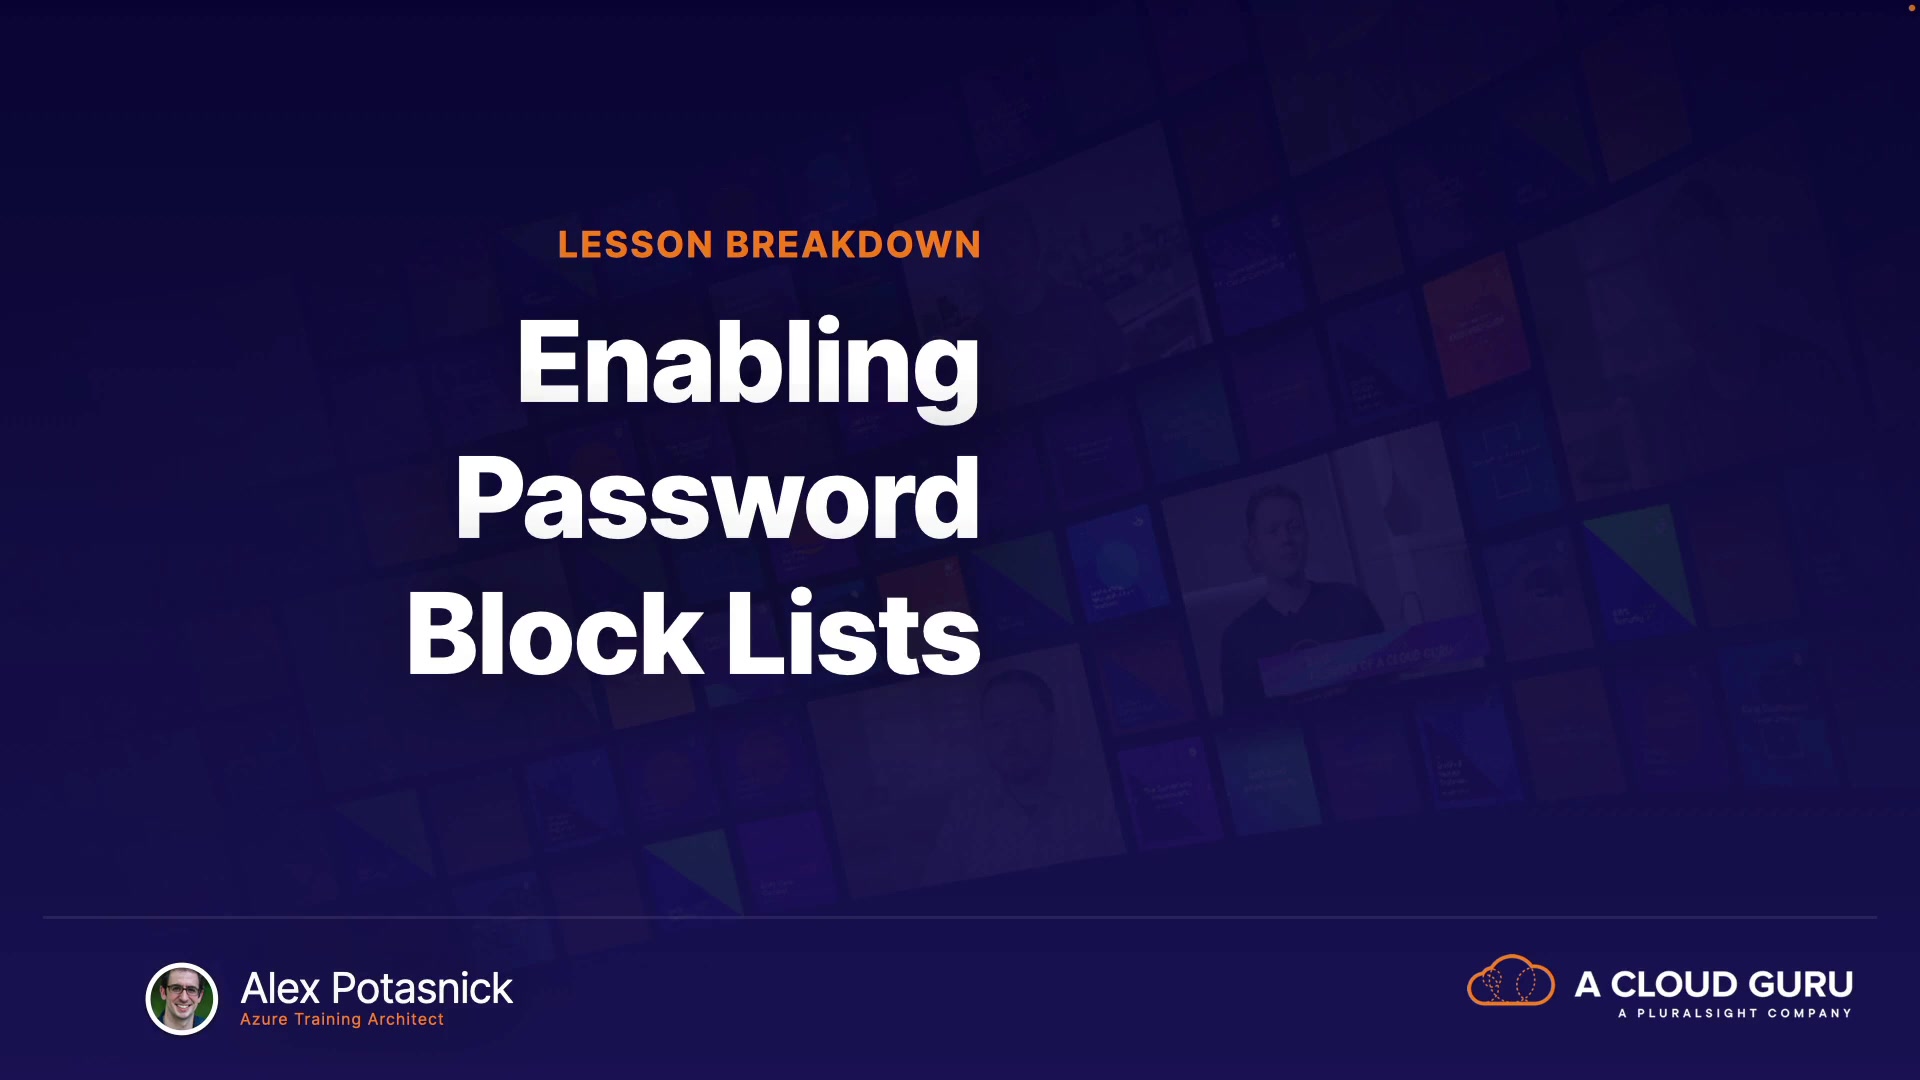 LESSON BREAKDOWN
Enabling
Password
Block Lists
Alex Potasnick
Azure Training Architect
A CLOUD GURU
A PLURALSIGHT COMPANY